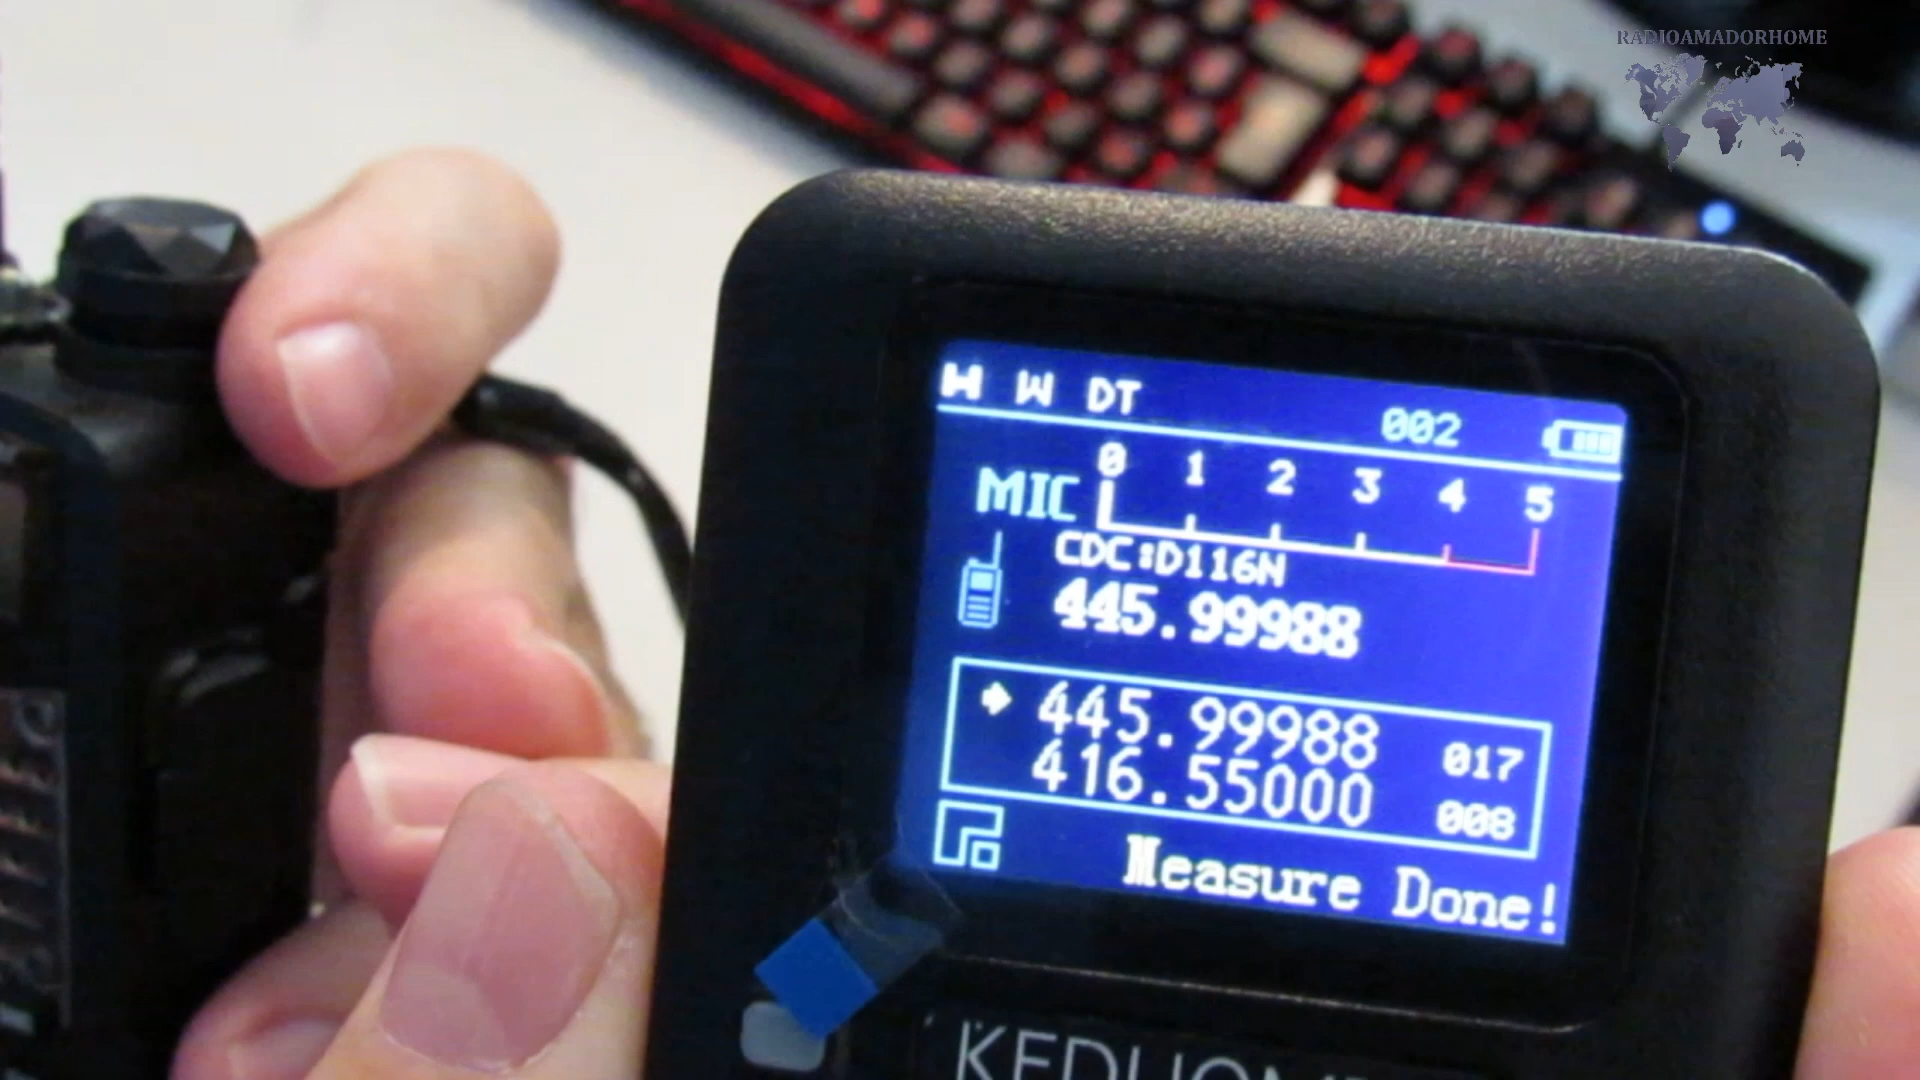 RADIOAMADORHOME
H W DT 002
0 1 2 3 4 5
MIC
CDC:D116N
445.99988
445.99988 017
416.55000 008
Measure Done!